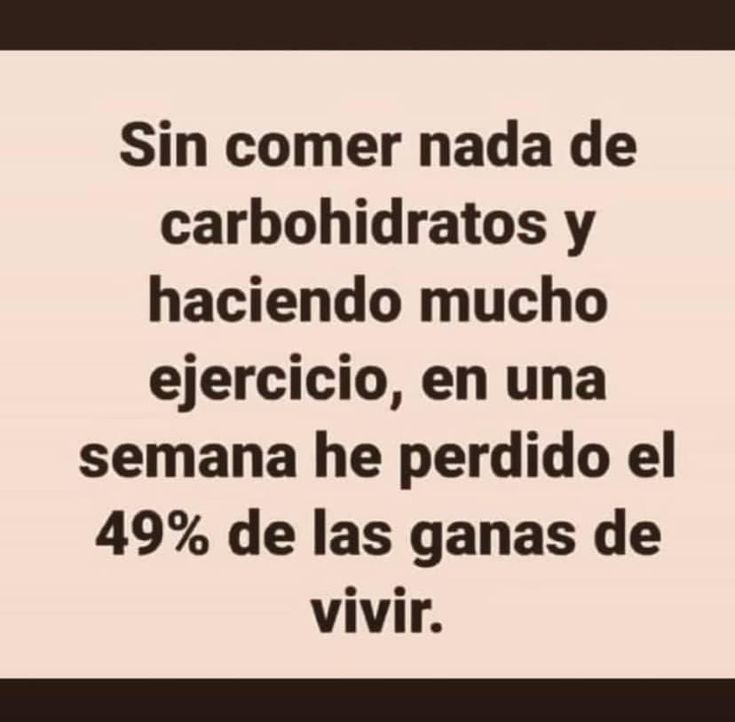 Sin comer nada de
carbohidratos y
haciendo mucho
ejercicio, en una
semana he perdido el
49% de las ganas de
vivir.